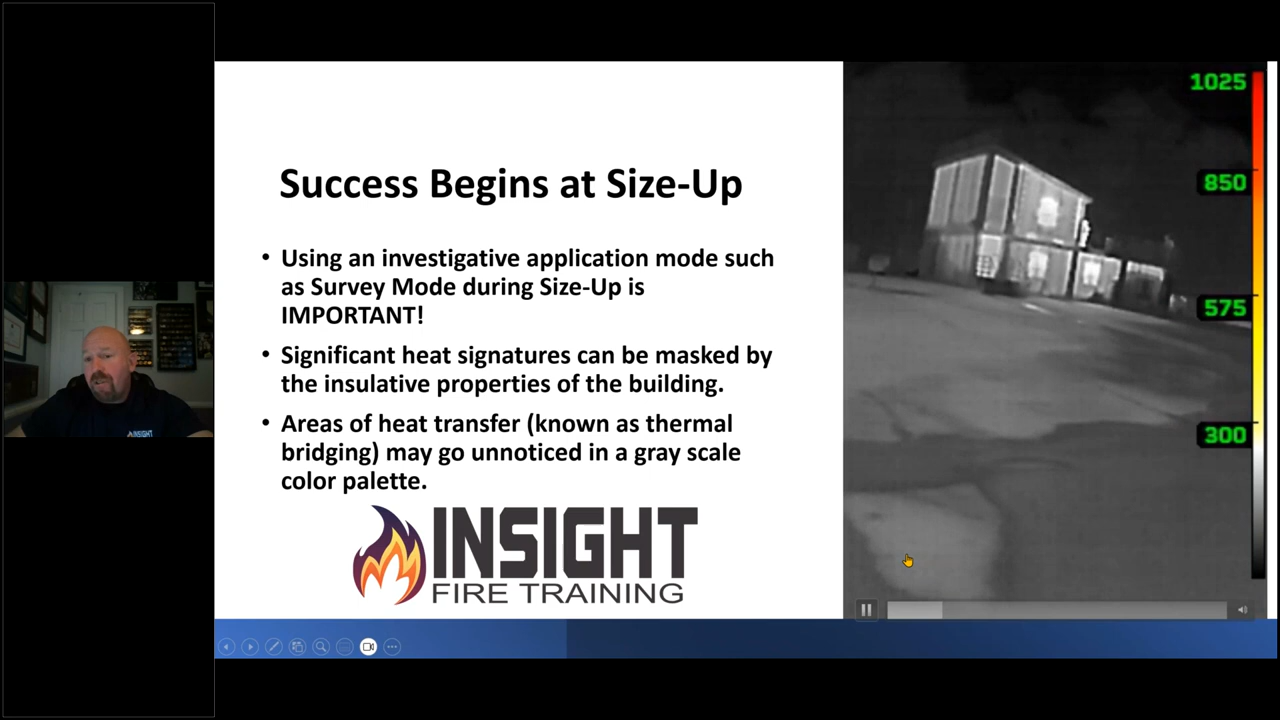 Success Begins at Size-Up
• Using an investigative application mode such
as Survey Mode during Size-Up is
IMPORTANT!
• Significant heat signatures can be masked by
the insulative properties of the building.
• Areas of heat transfer (known as thermal
bridging) may go unnoticed in a gray scale
color palette.
INSIGHT
FIRE TRAINING
1025
850
575
300
INSIGHT